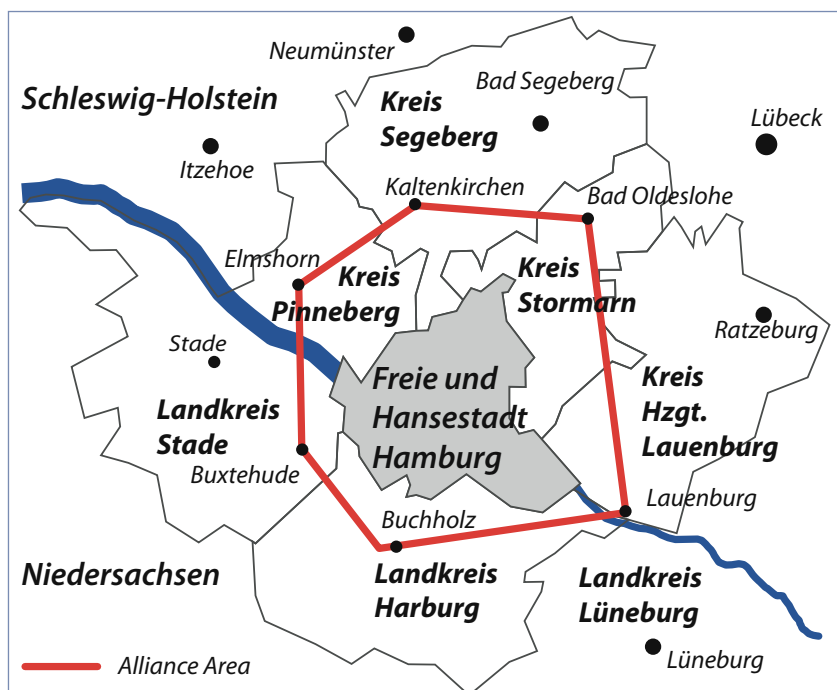 Neumünster
Schleswig-Holstein
Kreis
Segeberg
Bad Segeberg
Lübeck
Itzehoe
Kaltenkirchen
Bad Oldeslohe
Elmshorn
Kreis
Pinneberg
Kreis
Stormarn
Ratzeburg
Stade
Freie und
Hansestadt
Hamburg
Kreis
Hzgt.
Lauenburg
Landkreis
Stade
Buxtehude
Lauenburg
Buchholz
Niedersachsen
Landkreis
Harburg
Landkreis
Lüneburg
Alliance Area
Lüneburg